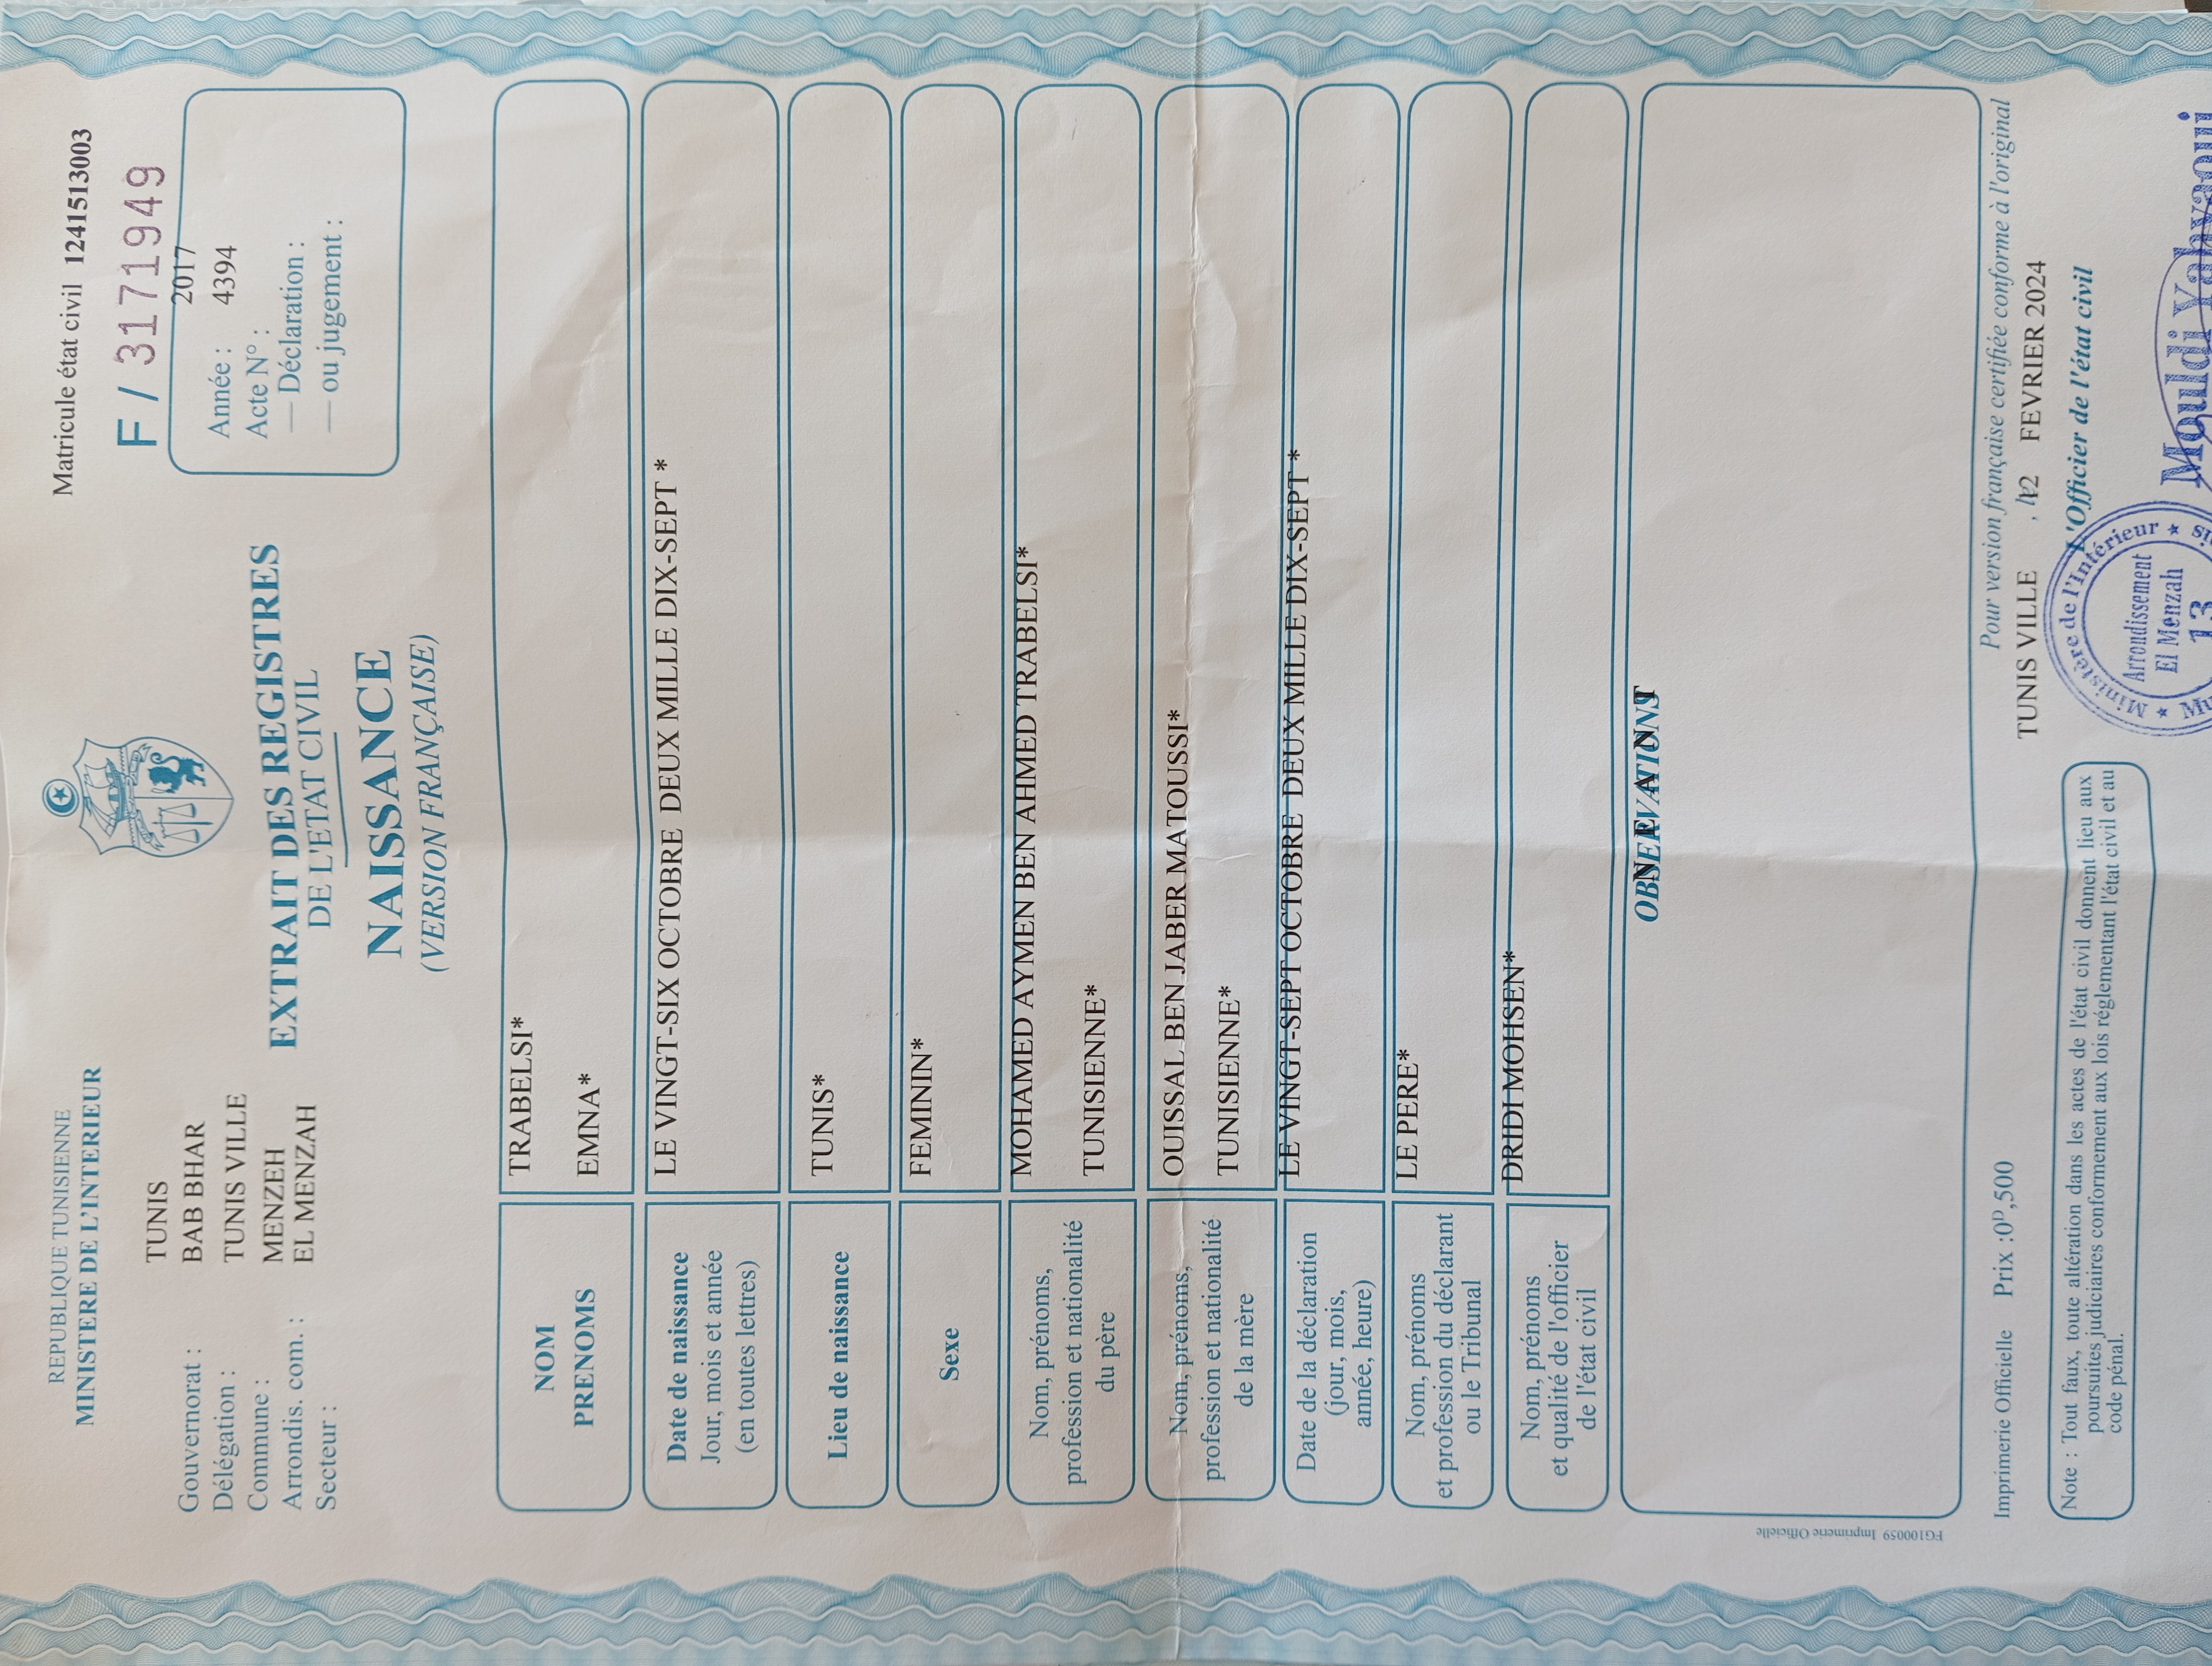 REPUBLIQUE TUNISIENNE
MINISTERE DE L'INTERIEUR
Matricule état civil 1241513003
F / 3171949
Gouvernorat : TUNIS
Délégation : BAB BHAR
Commune : TUNIS VILLE
Arrondis. com. : MENZEH
Secteur : EL MENZAH
EXTRAIT DES REGISTRES
DE L'ETAT CIVIL
NAISSANCE
(VERSION FRANÇAISE)
Année : 2017
Acte N° : 4394
— Déclaration :
— ou jugement :
NOM TRABELSI*
PRENOMS EMNA*
Date de naissance
Jour, mois et année
(en toutes lettres)
LE VINGT-SIX OCTOBRE DEUX MILLE DIX-SEPT *
Lieu de naissance TUNIS*
Sexe FEMININ*
Nom, prénoms,
profession et nationalité
du père
MOHAMED AYMEN BEN AHMED TRABELSI*
TUNISIENNE*
Nom, prénoms,
profession et nationalité
de la mère
OUISSAL BEN JABER MATOUSSI*
TUNISIENNE*
Date de la déclaration
(jour, mois,
année, heure)
LE VINGT-SEPT OCTOBRE DEUX MILLE DIX-SEPT *
Nom, prénoms
et profession du déclarant
ou le Tribunal
LE PERE*
Nom, prénoms
et qualité de l'officier
de l'état civil
DRIDI MOHSEN*
OBSERVATIONS
N E A N T
FG100059 Imprimerie Officielle
Pour version française certifiée conforme à l'original
TUNIS VILLE , le 2 FEVRIER 2024
L'Officier de l'état civil
Imprimerie Officielle Prix :0D,500
Note : Tout faux, toute altération dans les actes de l'état civil donnent lieu aux
poursuites judiciaires conformement aux lois réglementant l'état civil et au
code pénal.
Ministère de l'Intérieur
Arrondissement
El Menzah
13
Mouldi Yahyaoui